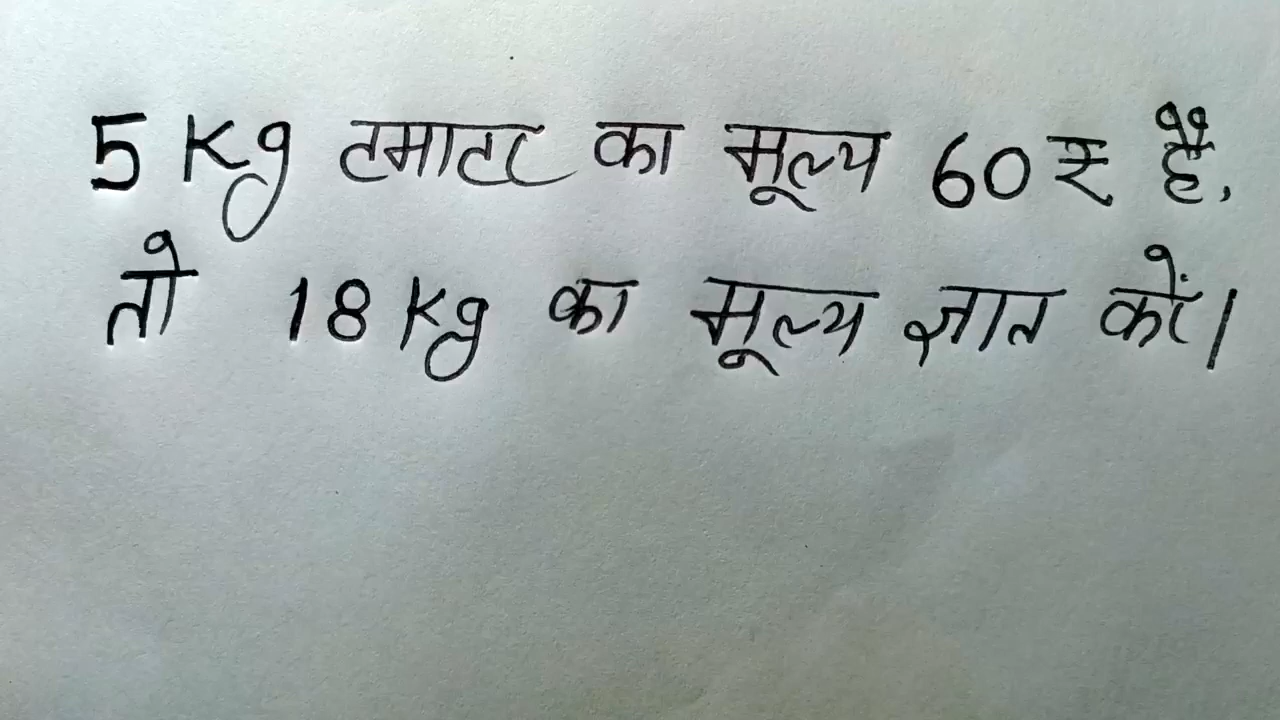 5 Kg टमाटर का मूल्य 60 ₹ है,
तो 18 Kg का मूल्य ज्ञात करें।